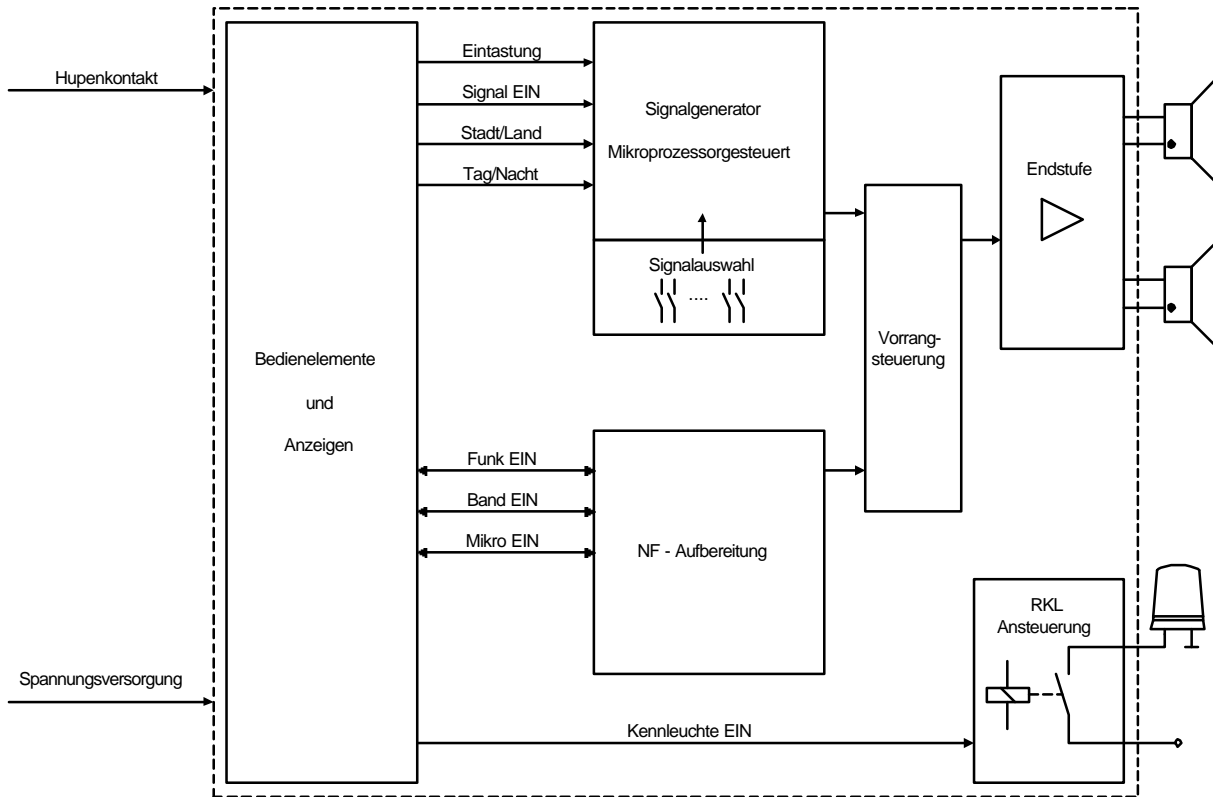 Hupenkontakt
Spannungsversorgung
Bedienelemente
und
Anzeigen
Eintastung
Signal EIN
Stadt/Land
Tag/Nacht
Signalgenerator
Mikroprozessorgesteuert
Signalauswahl
....
Funk EIN
Band EIN
Mikro EIN
NF - Aufbereitung
Vorrang-
steuerung
Endstufe
Kennleuchte EIN
RKL
Ansteuerung